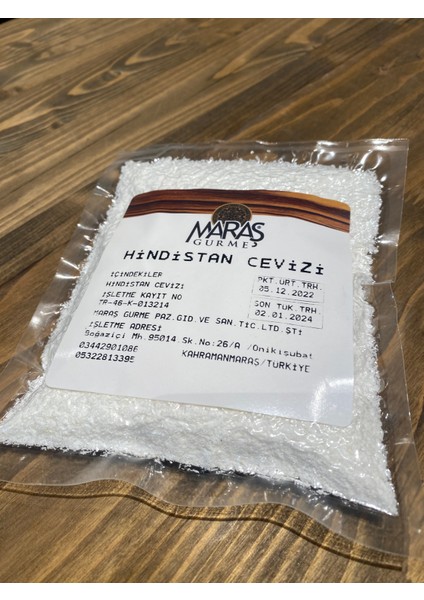 MARAŞ
GURME
HİNDİSTAN CEVİZİ
İÇİNDEKİLER
HİNDİSTAN CEVİZİ
İŞLETME KAYIT NO
TR-46-K-013214
PKT.URT.TRH.
05.12.2022
SON TUK.TRH
02.01.2024
MARAŞ GURME PAZ.GID.VE SAN.TİC.LTD.ŞTİ
İŞLETME ADRESİ
Boğaziçi Mh.95014.Sk.No:26/A /Onikişubat
KAHRAMANMARAŞ/TÜRKİYE
03442901086
05322813395